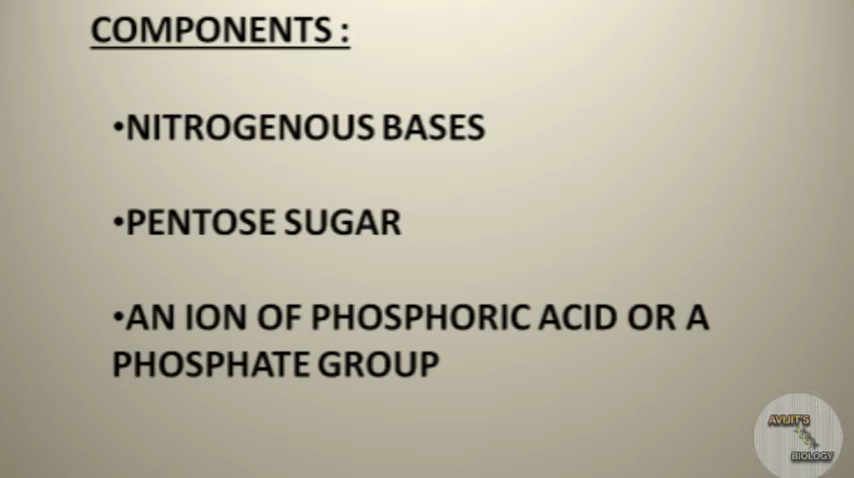 COMPONENTS :
•NITROGENOUS BASES
•PENTOSE SUGAR
•AN ION OF PHOSPHORIC ACID OR A
PHOSPHATE GROUP
AVIJIT'S
BIOLOGY